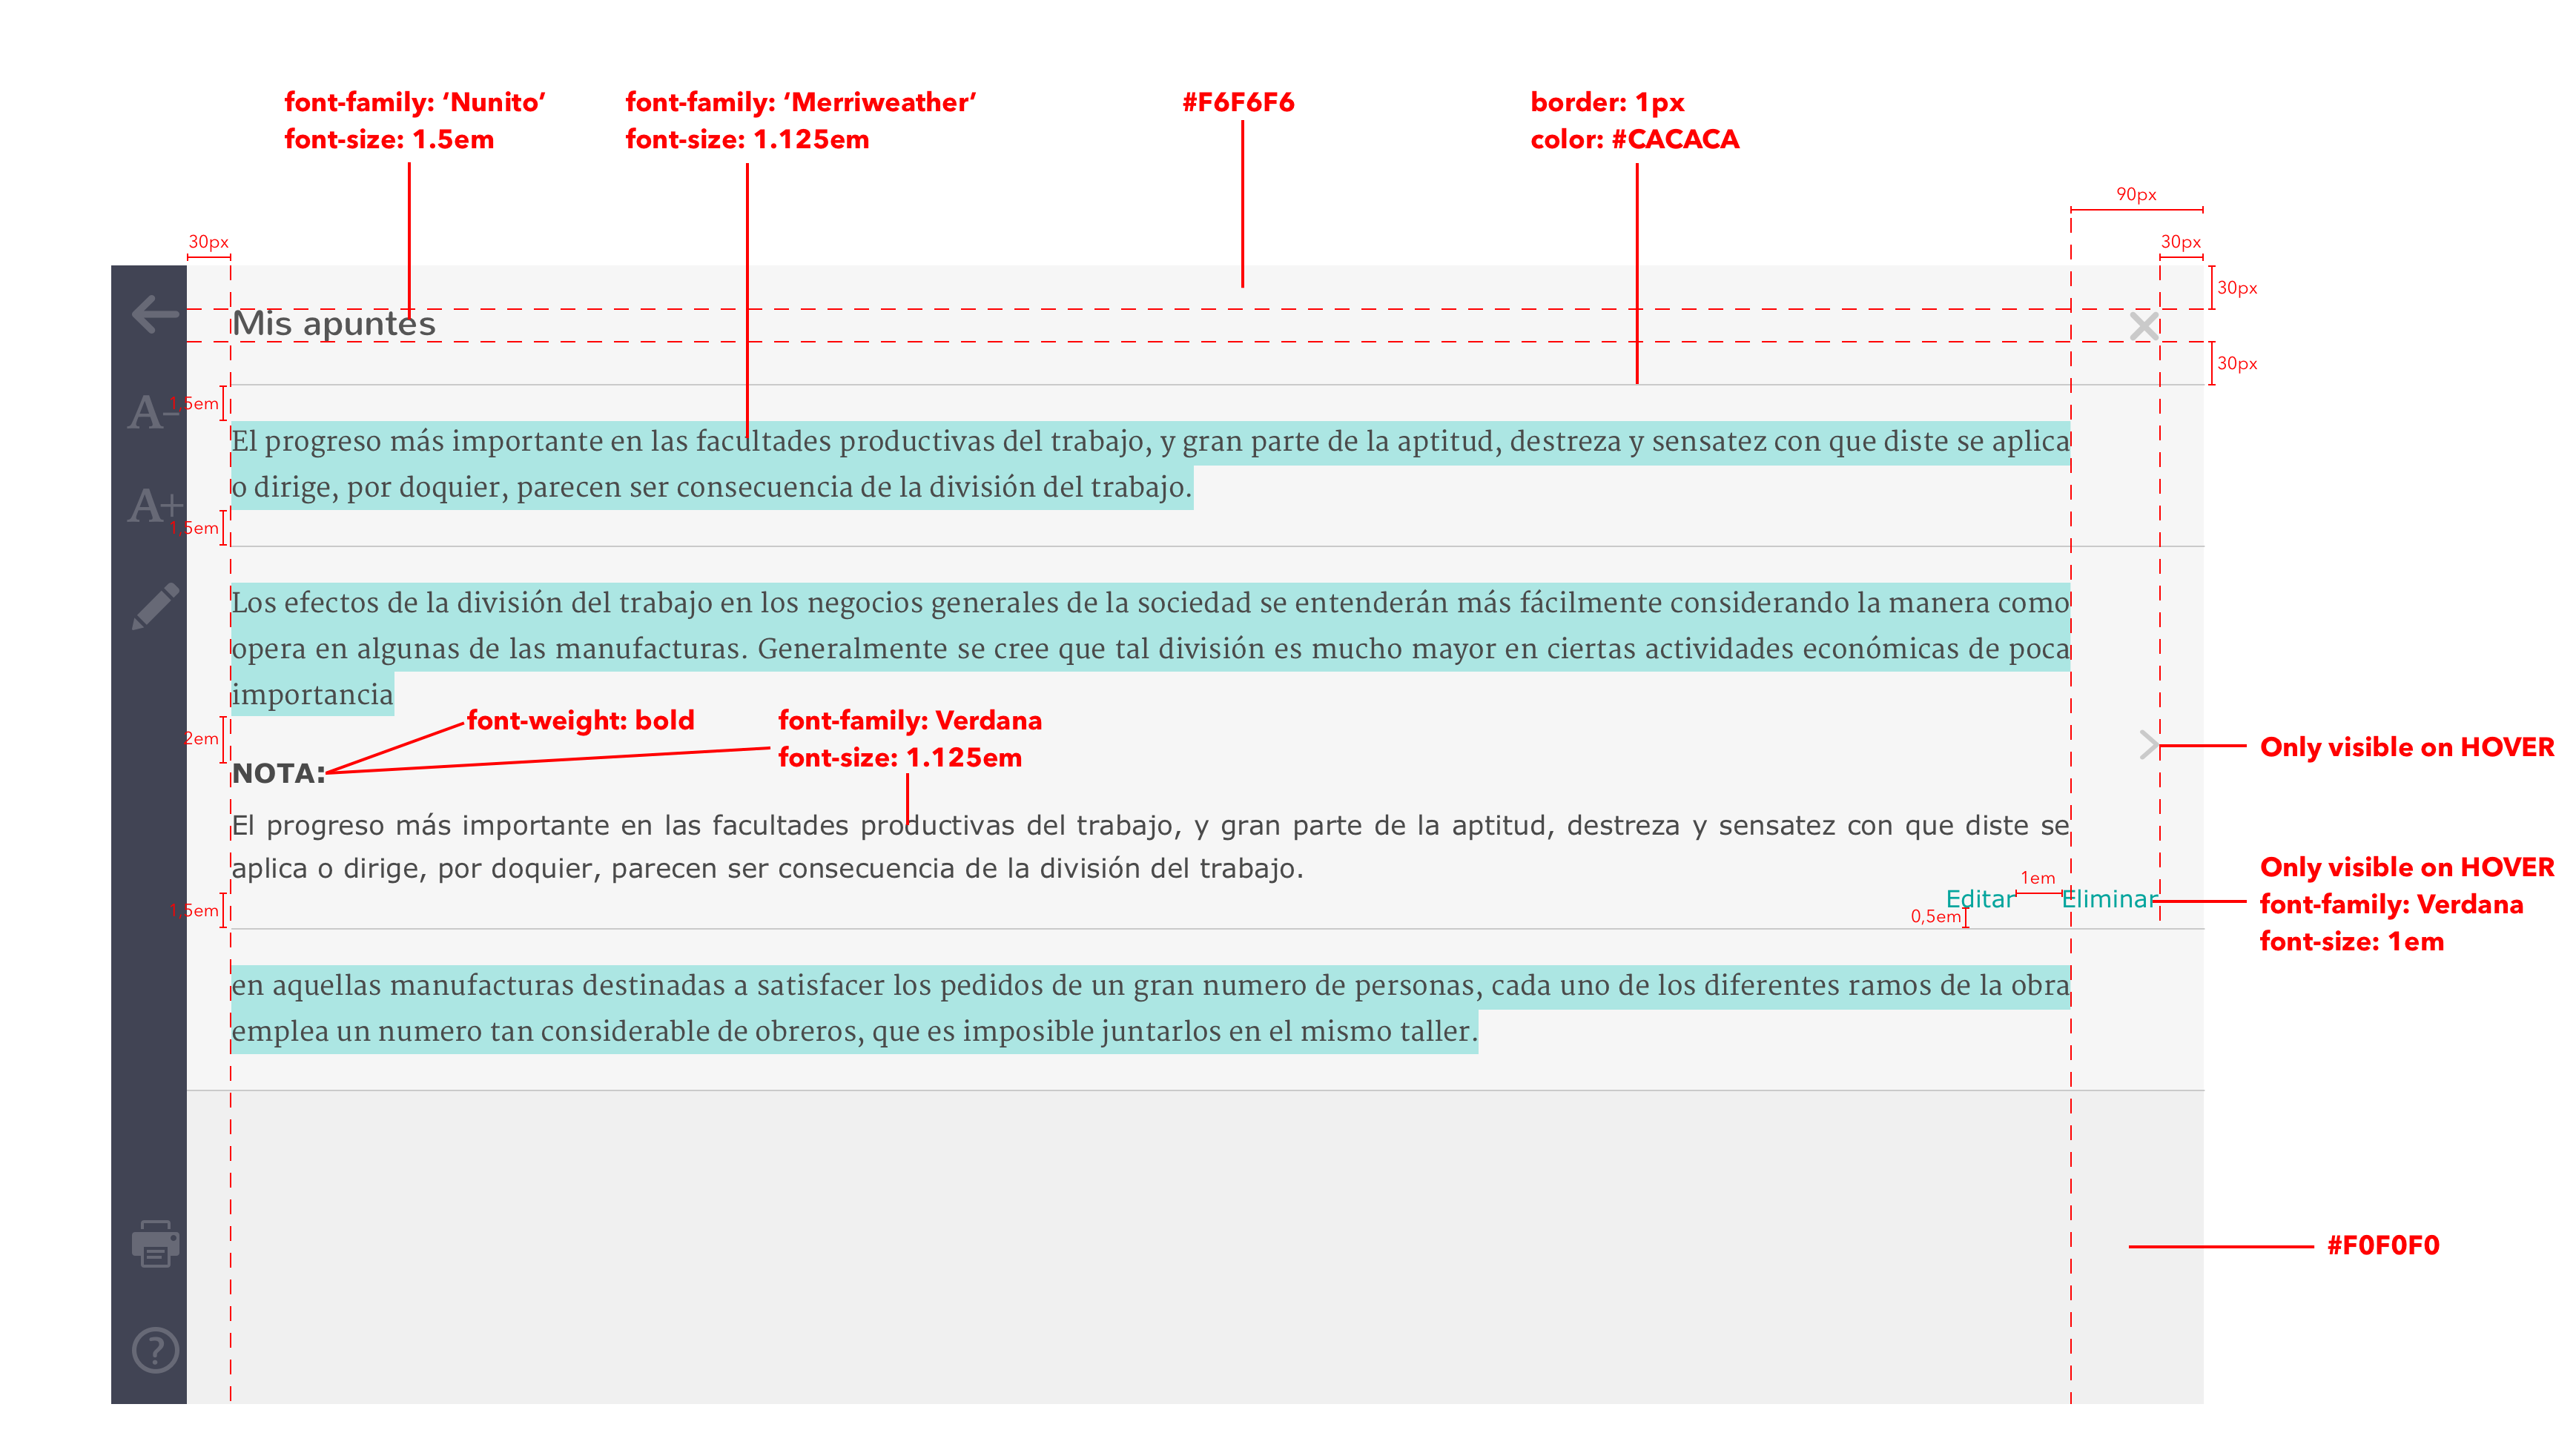 font-family: ‘Nunito’
font-size: 1.5em
font-family: ‘Merriweather’
font-size: 1.125em
#F6F6F6
border: 1px
color: #CACACA
90px
30px
30px
30px
Mis apuntes
30px
A-
1,5em
El progreso más importante en las facultades productivas del trabajo, y gran parte de la aptitud, destreza y sensatez con que diste se aplica
o dirige, por doquier, parecen ser consecuencia de la división del trabajo.
A+
1,5em
Los efectos de la división del trabajo en los negocios generales de la sociedad se entenderán más fácilmente considerando la manera como
opera en algunas de las manufacturas. Generalmente se cree que tal división es mucho mayor en ciertas actividades económicas de poca
importancia
font-weight: bold
font-family: Verdana
font-size: 1.125em
2em
Only visible on HOVER
NOTA:
El progreso más importante en las facultades productivas del trabajo, y gran parte de la aptitud, destreza y sensatez con que diste se
aplica o dirige, por doquier, parecen ser consecuencia de la división del trabajo.
1,5em
1em
Editar
Eliminar
0,5em
Only visible on HOVER
font-family: Verdana
font-size: 1em
en aquellas manufacturas destinadas a satisfacer los pedidos de un gran numero de personas, cada uno de los diferentes ramos de la obra
emplea un numero tan considerable de obreros, que es imposible juntarlos en el mismo taller.
#F0F0F0
?